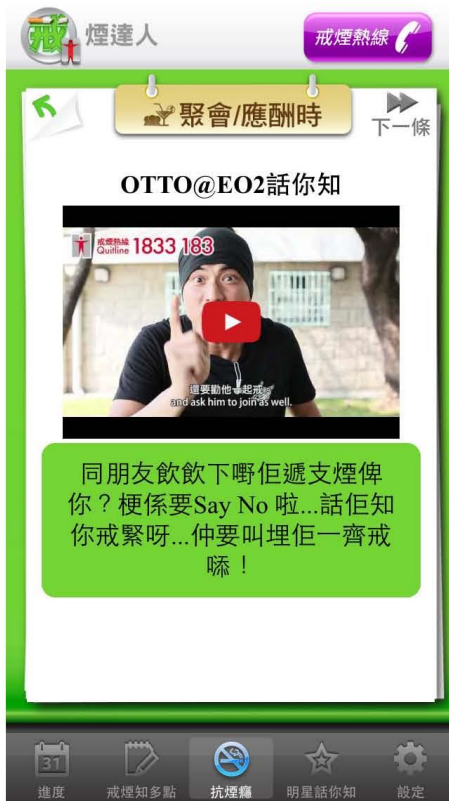 戒煙達人
戒煙熱線
聚會/應酬時
下一條
OTTO@EO2話你知
戒煙熱線
Quitline 1833 183
還要勸他一起戒
and ask him to join as well.
同朋友飲飲下嘢佢遞支煙俾
你？梗係要Say No 啦...話佢知
你戒緊呀...仲要叫埋佢一齊戒
㗎！
31
進度
戒煙知多點
抗煙癮
明星話你知
設定